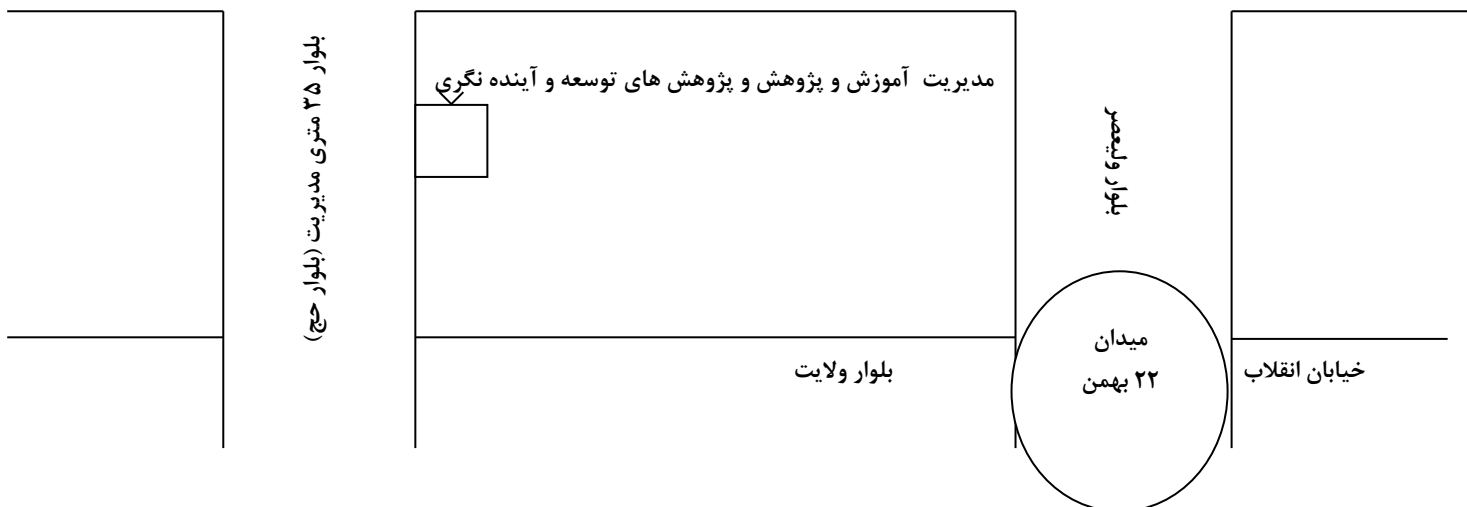 مدیریت آموزش و پژوهش و پژوهش های توسعه و آینده نگری
بلوار ولیعصر
بلوار ۳۵ متری مدیریت (بلوار حج)
میدان
۲۲ بهمن
خیابان انقلاب
بلوار ولایت